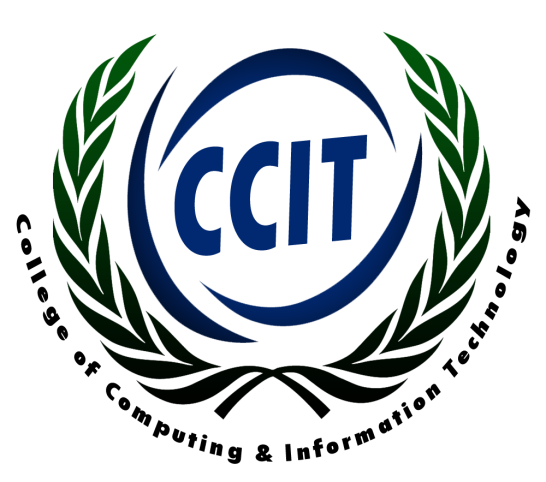 CCIT
College of Computing & Information Technology